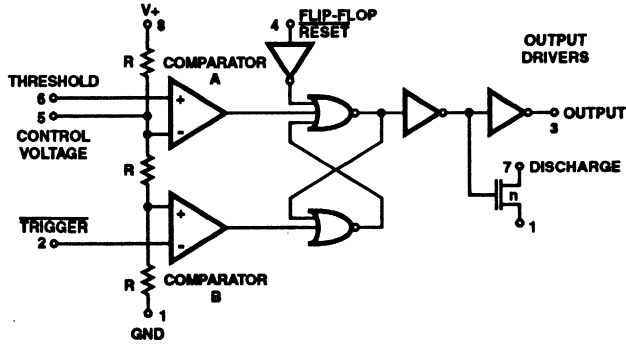 V+
8
4
FLIP-FLOP
RESET
R
COMPARATOR
A
OUTPUT
DRIVERS
THRESHOLD
6
+
5
CONTROL
VOLTAGE
-
OUTPUT
3
R
7 DISCHARGE
n
1
+
TRIGGER
2
-
R
COMPARATOR
B
1
GND